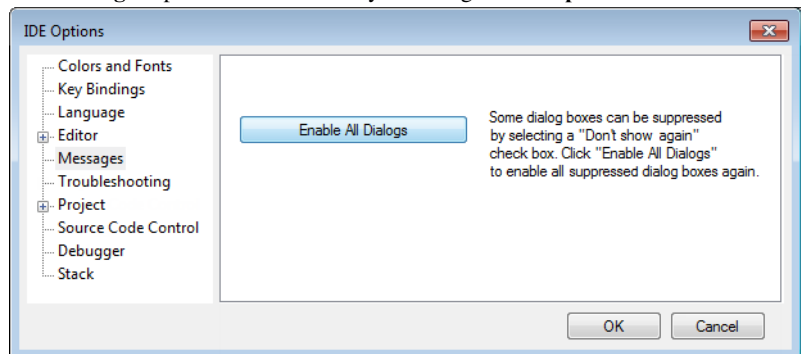 IDE Options
Colors and Fonts
Key Bindings
Language
Editor
Messages
Troubleshooting
Project
Source Code Control
Debugger
Stack
Enable All Dialogs
Some dialog boxes can be suppressed
by selecting a "Don't show again"
check box. Click "Enable All Dialogs"
to enable all suppressed dialog boxes again.
OK
Cancel